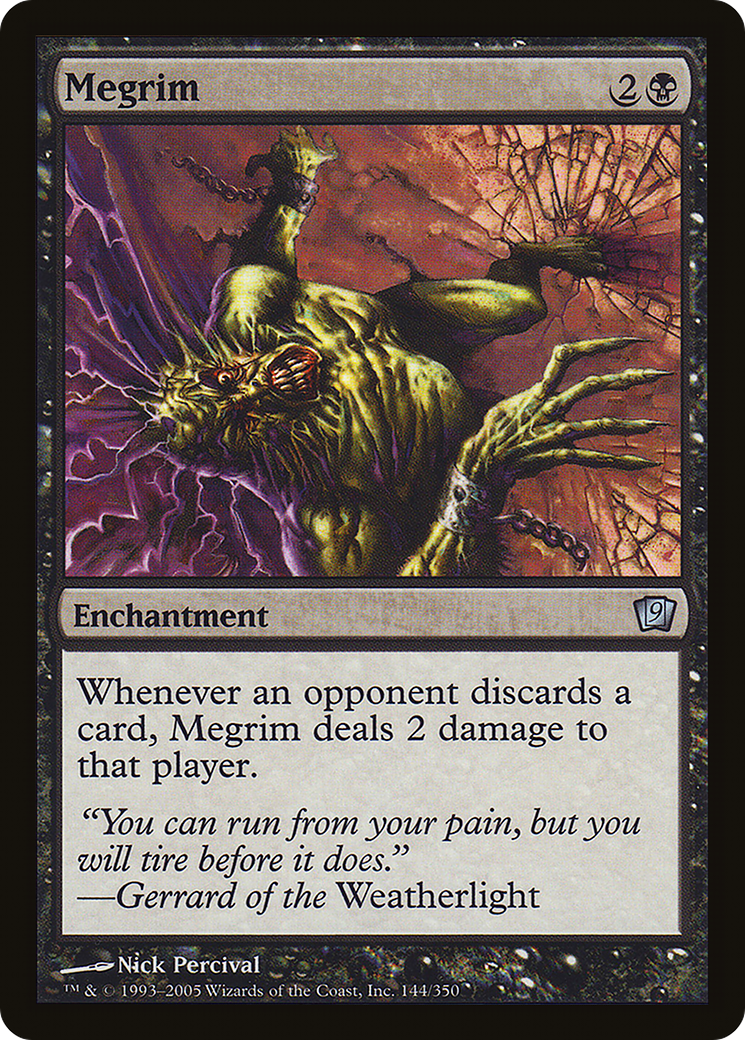 Megrim 2
Enchantment 9
Whenever an opponent discards a
card, Megrim deals 2 damage to
that player.
“You can run from your pain, but you
will tire before it does.”
—Gerrard of the Weatherlight
Nick Percival
™ & © 1993–2005 Wizards of the Coast, Inc. 144/350